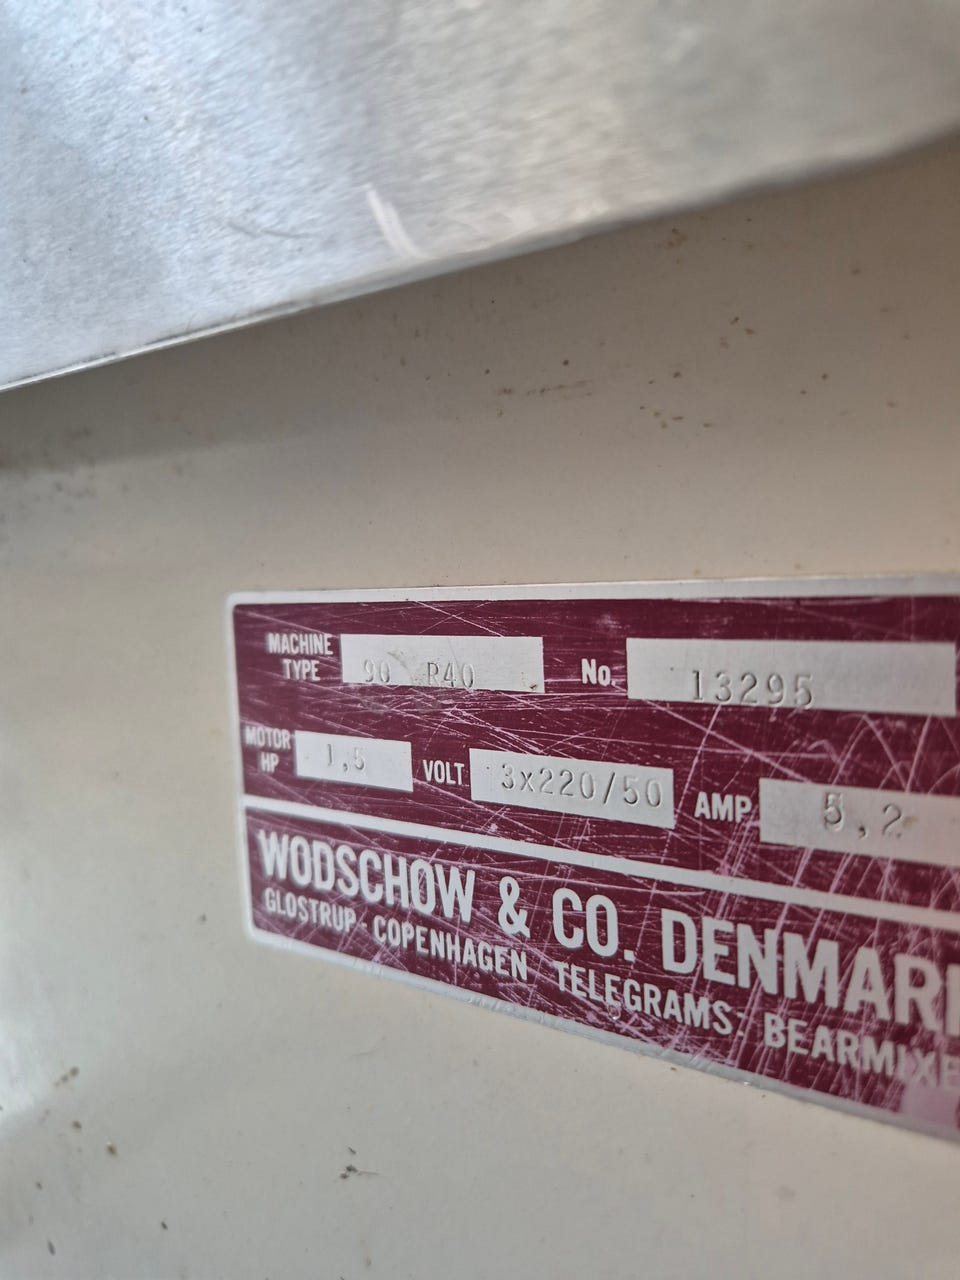 MACHINE TYPE 90 R40 No. 13295
MOTOR HP 1,5 VOLT 3x220/50 AMP 5,2
WODSCHOW & CO. DENMAR
GLOSTRUP - COPENHAGEN TELEGRAMS: BEARMIXE